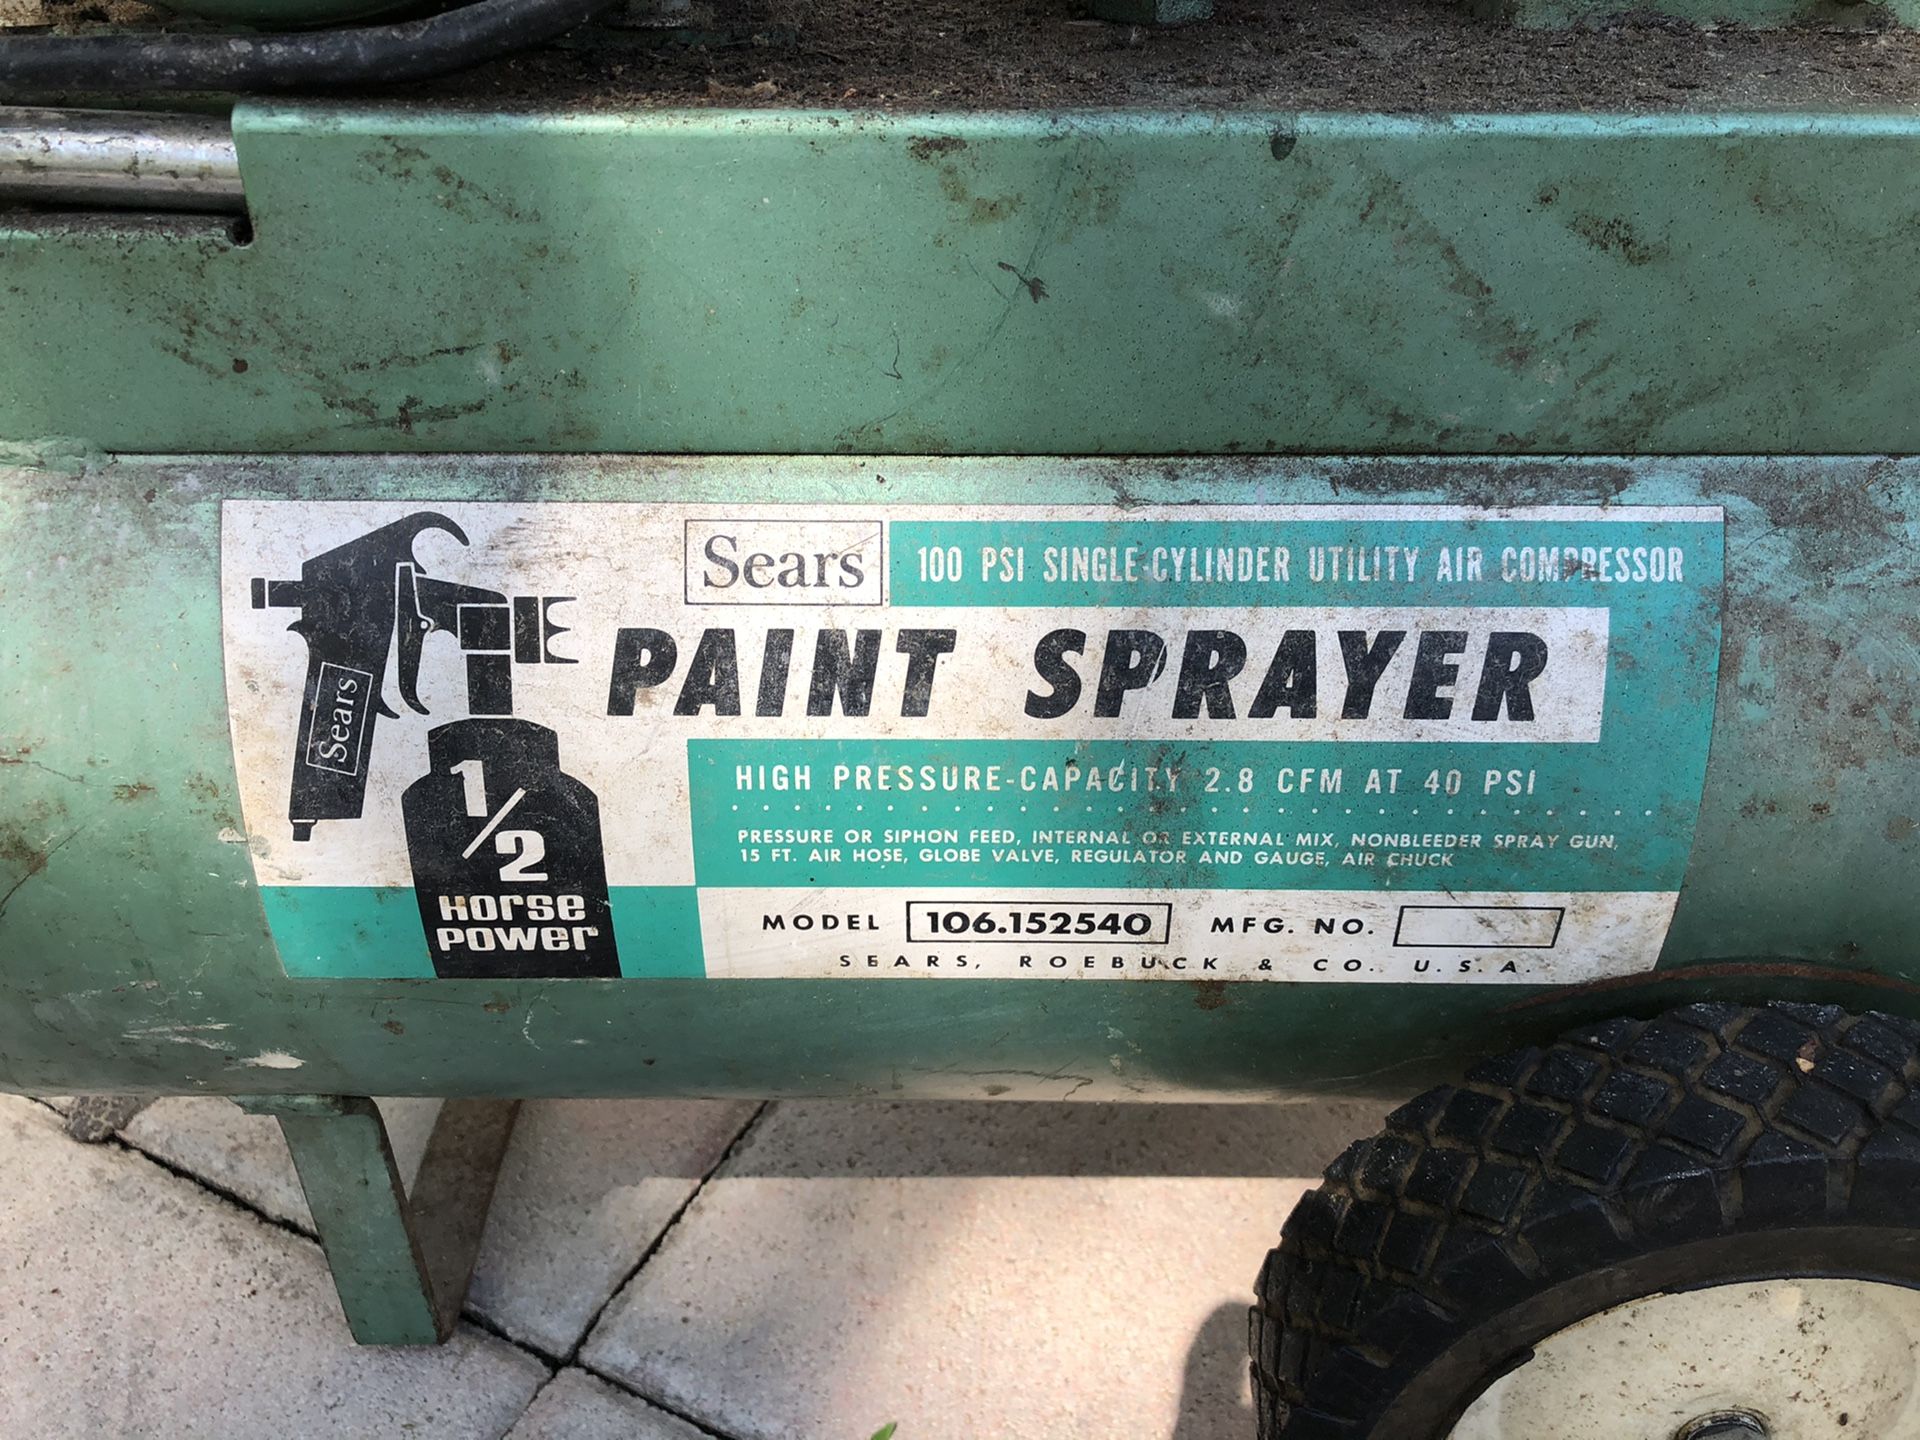 Sears
100 PSI SINGLE-CYLINDER UTILITY AIR COMPRESSOR
PAINT SPRAYER
Sears
1/2
HORSE
POWER
HIGH PRESSURE-CAPACITY 2.8 CFM AT 40 PSI
PRESSURE OR SIPHON FEED, INTERNAL OR EXTERNAL MIX, NONBLEEDER SPRAY GUN,
15 FT. AIR HOSE, GLOBE VALVE, REGULATOR AND GAUGE, AIR CHUCK
MODEL 106.152540 MFG. NO.
SEARS, ROEBUCK & CO. U.S.A.